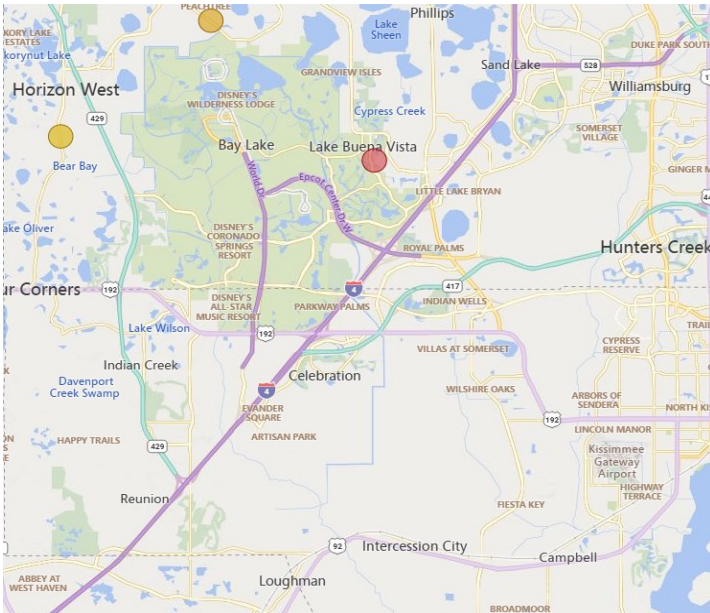 PEACHTREE
Phillips
KORY LAKE
ESTATES
Lake
Sheen
DUKE PARK SOUTH
korynut Lake
Sand Lake
528
GRANDVIEW ISLES
Horizon West
Williamsburg
DISNEY'S
WILDERNESS LODGE
Cypress Creek
429
SOMERSET
VILLAGE
Bay Lake
Lake Buena Vista
Bear Bay
GINGER M
World Dr
Epcot Center Dr W
LITTLE LAKE BRYAN
44
ake Oliver
DISNEY'S
CORONADO
SPRINGS
RESORT
ROYAL PALMS
Hunters Creek
ur Corners
192
4
417
DISNEY'S
ALL-STAR
MUSIC RESORT
PARKWAY PALMS
INDIAN WELLS
Lake Wilson
192
TRAI
CYPRESS
RESERVE
VILLAS AT SOMERSET
Indian Creek
Celebration
Davenport
Creek Swamp
4
WILSHIRE OAKS
ARBORS OF
SENDERA
EVANDER
SQUARE
NORTH KI
192
LINCOLN MANOR
HAPPY TRAILS
429
ARTISAN PARK
Kissimmee
Gateway
Airport
HIGHWAY
TERRACE
Reunion
FIESTA KEY
92
Intercession City
Campbell
ABBEY AT
WEST HAVEN
Loughman
BROADMOOR